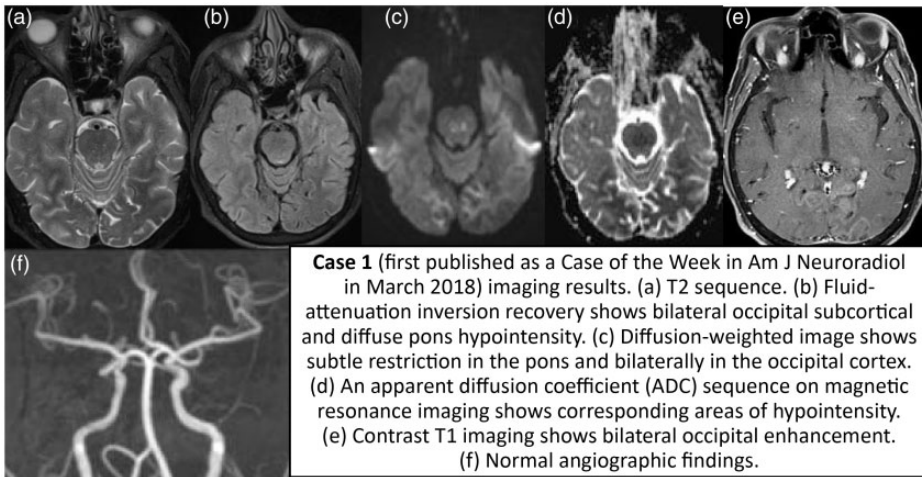 (a)
(b)
(c)
(d)
(e)
(f)
Case 1 (first published as a Case of the Week in Am J Neuroradiol
in March 2018) imaging results. (a) T2 sequence. (b) Fluid-
attenuation inversion recovery shows bilateral occipital subcortical
and diffuse pons hypointensity. (c) Diffusion-weighted image shows
subtle restriction in the pons and bilaterally in the occipital cortex.
(d) An apparent diffusion coefficient (ADC) sequence on magnetic
resonance imaging shows corresponding areas of hypointensity.
(e) Contrast T1 imaging shows bilateral occipital enhancement.
(f) Normal angiographic findings.